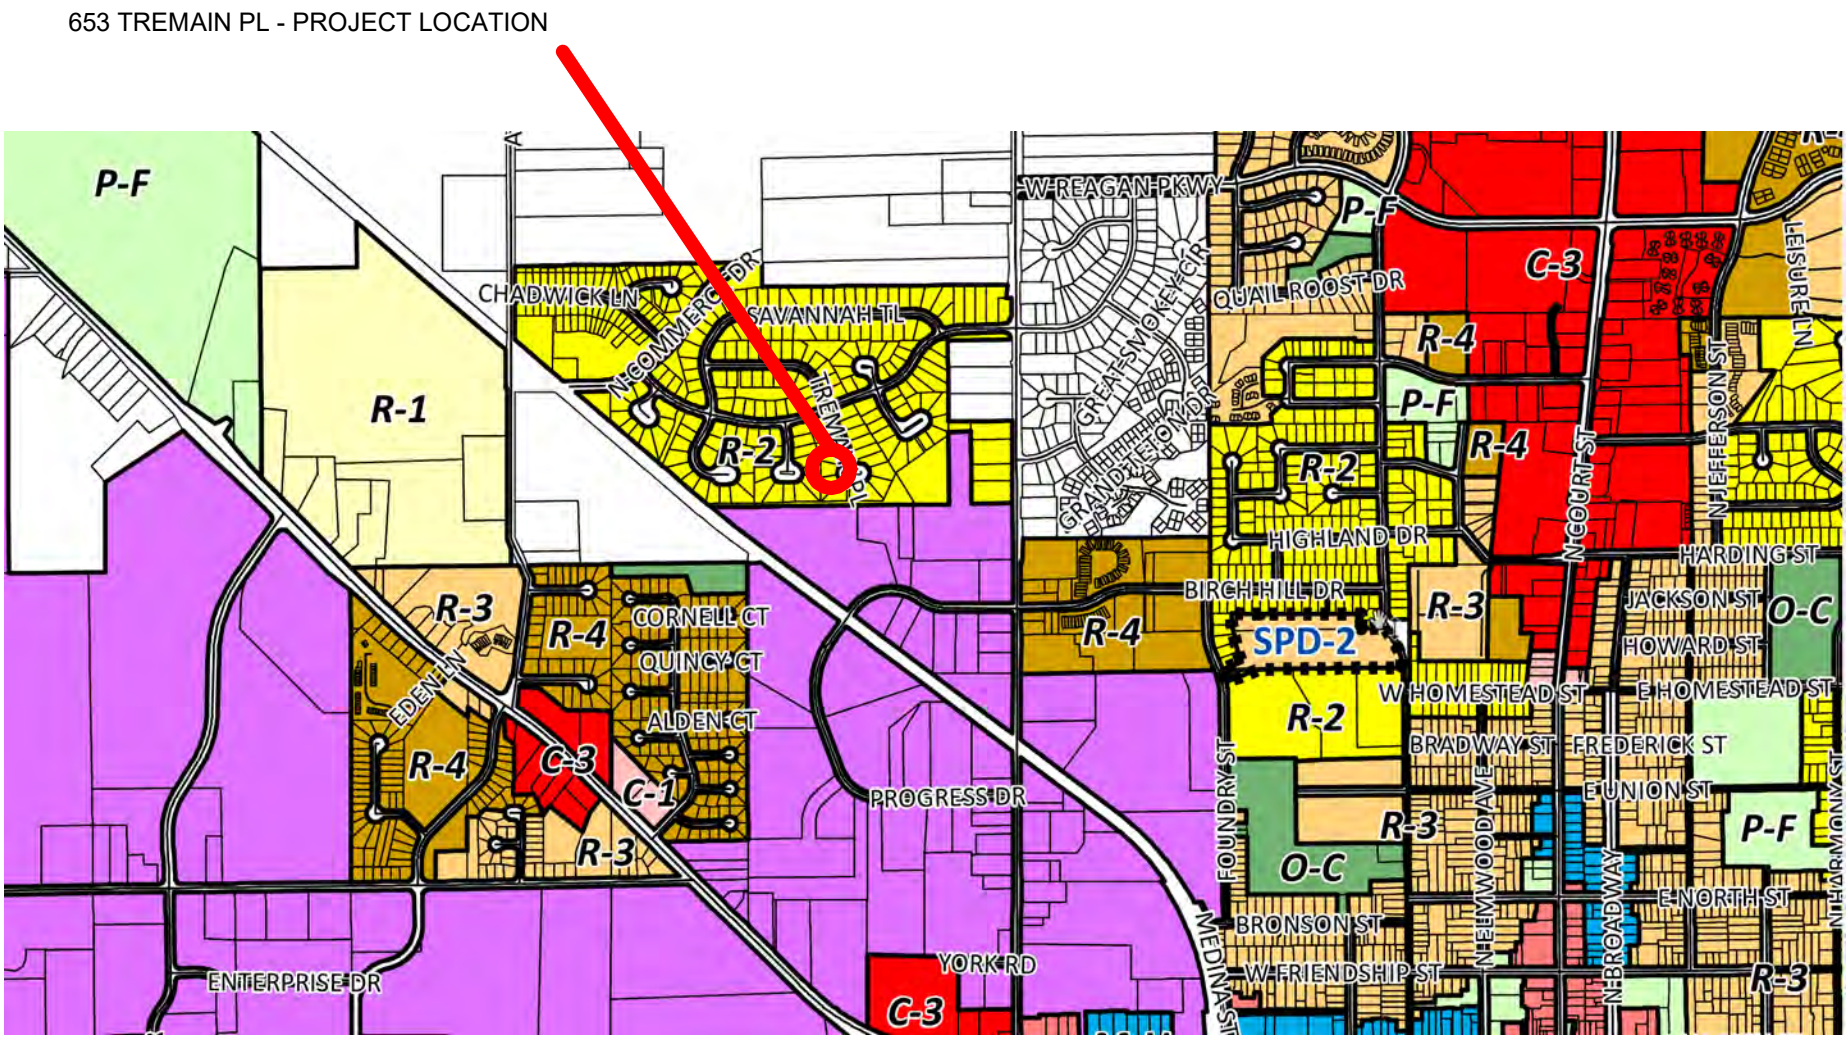 653 TREMAIN PL - PROJECT LOCATION
P-F
W REAGAN PKWY
P-F
C-3
LEISURE LN
CHADWICK LN
N COMMERCE DR
SAVANNAH TL
GREAT SMOKEY CIR
QUAIL ROOST DR
R-4
R-1
TREMAIN PL
R-2
GRAND TETON DR
P-F
R-4
R-2
N COURT ST
N JEFFERSON ST
HIGHLAND DR
HARDING ST
BIRCH HILL DR
R-3
R-4
CORNELL CT
R-4
SPD-2
R-3
JACKSON ST
O-C
QUINCY CT
HOWARD ST
EDEN LN
W HOMESTEAD ST
E HOMESTEAD ST
ALDEN CT
R-2
BRADWAY ST
FREDERICK ST
R-4
C-3
C-1
PROGRESS DR
FOUNDRY ST
E UNION ST
R-3
R-3
P-F
O-C
N ELMWOOD AVE
N BROADWAY
N HARMONY ST
E NORTH ST
BRONSON ST
MEDINA ST
YORK RD
W FRIENDSHIP ST
R-3
ENTERPRISE DR
C-3